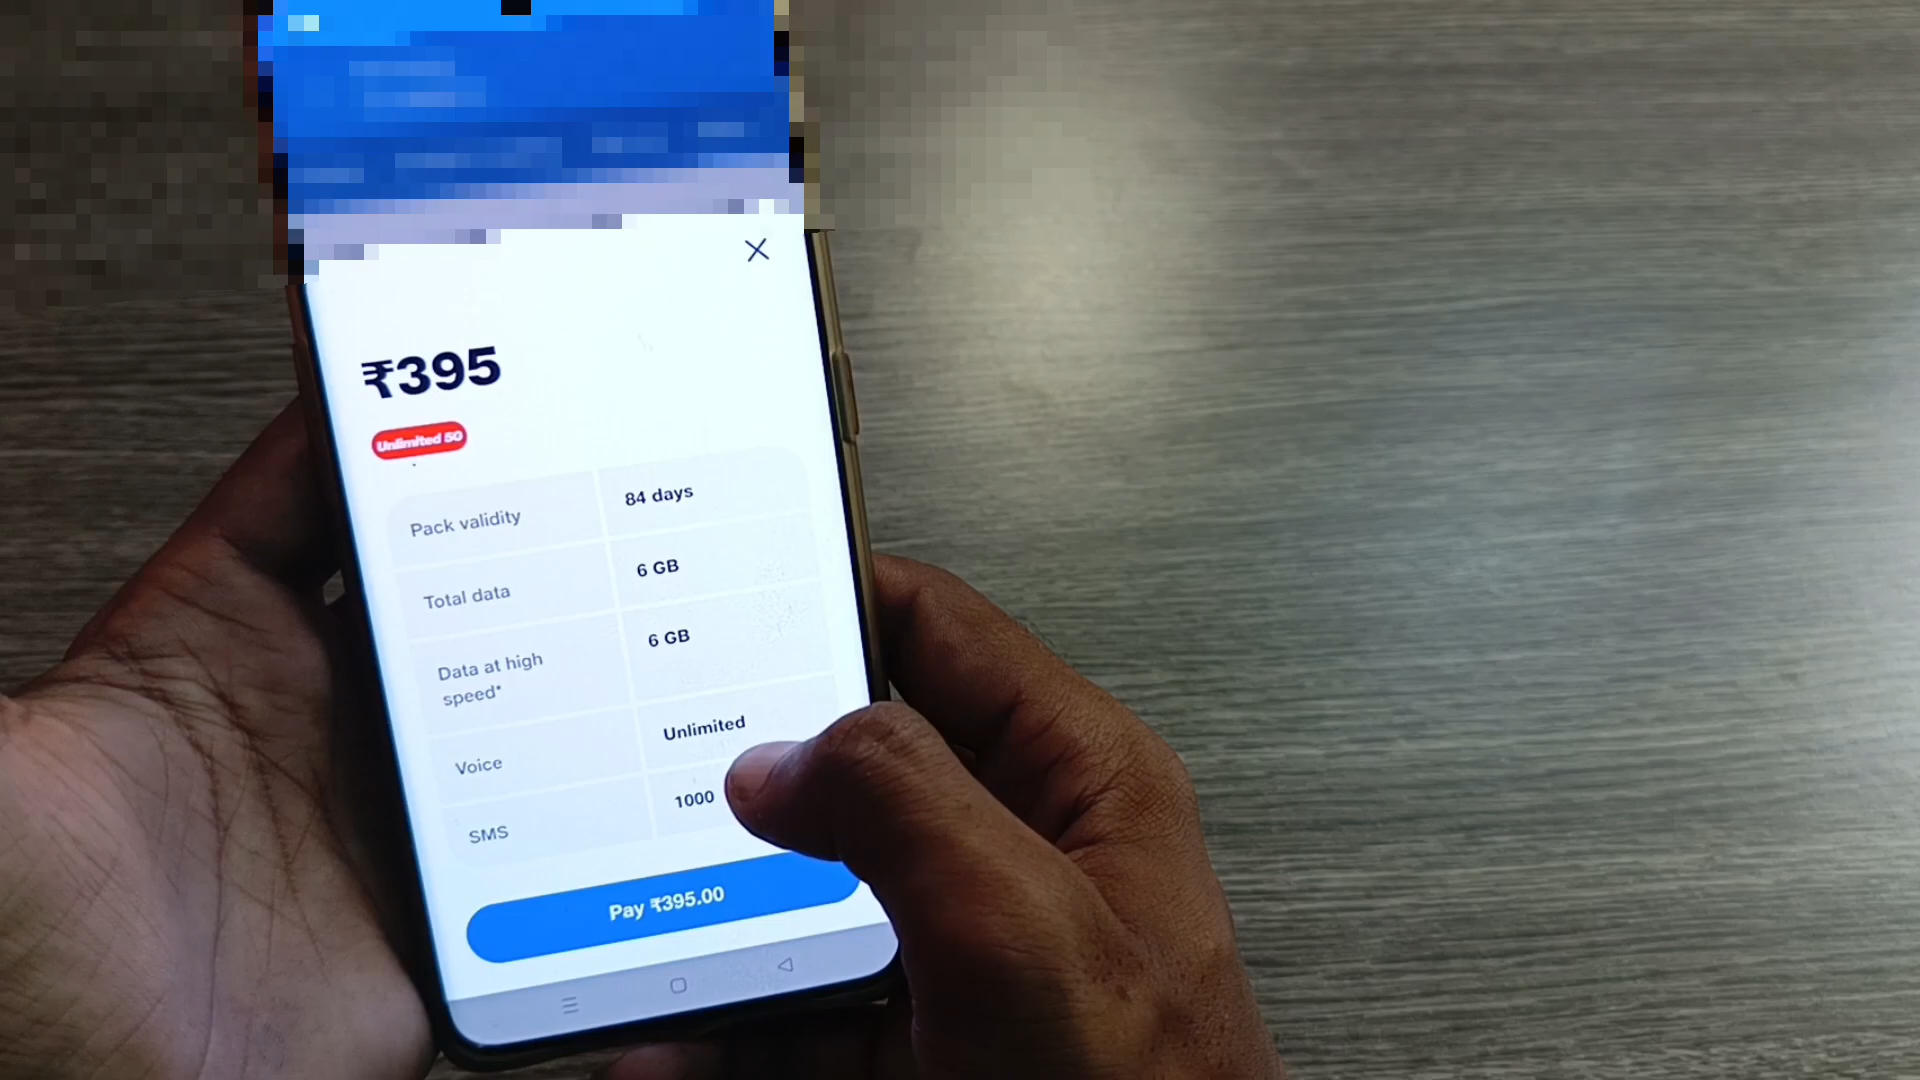 ₹395
Unlimited 5G
Pack validity
84 days
Total data
6 GB
Data at high
speed*
6 GB
Voice
Unlimited
SMS
1000
Pay ₹395.00